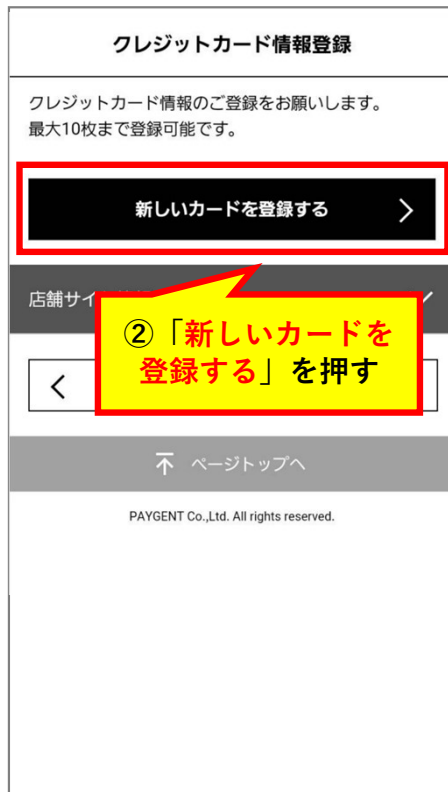 クレジットカード情報登録
クレジットカード情報のご登録をお願いします。
最大10枚まで登録可能です。
新しいカードを登録する
店舗サイ
②「新しいカードを
登録する」を押す
ページトップへ
PAYGENT Co.,Ltd. All rights reserved.